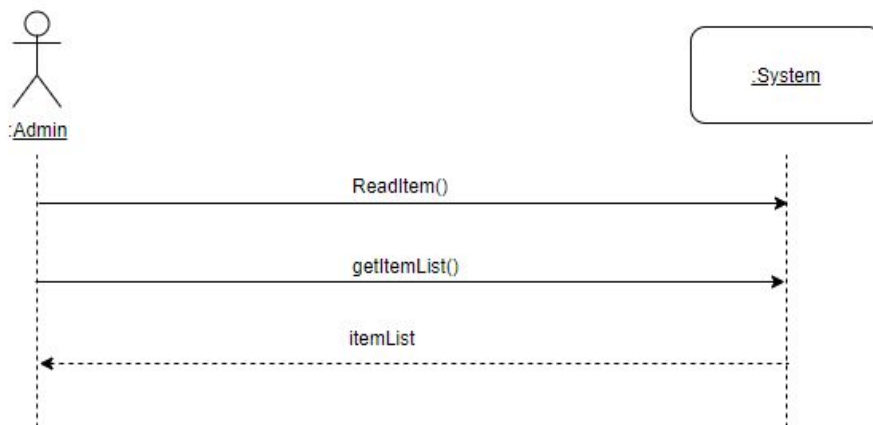 :System
:Admin
ReadItem()
getItemList()
itemList